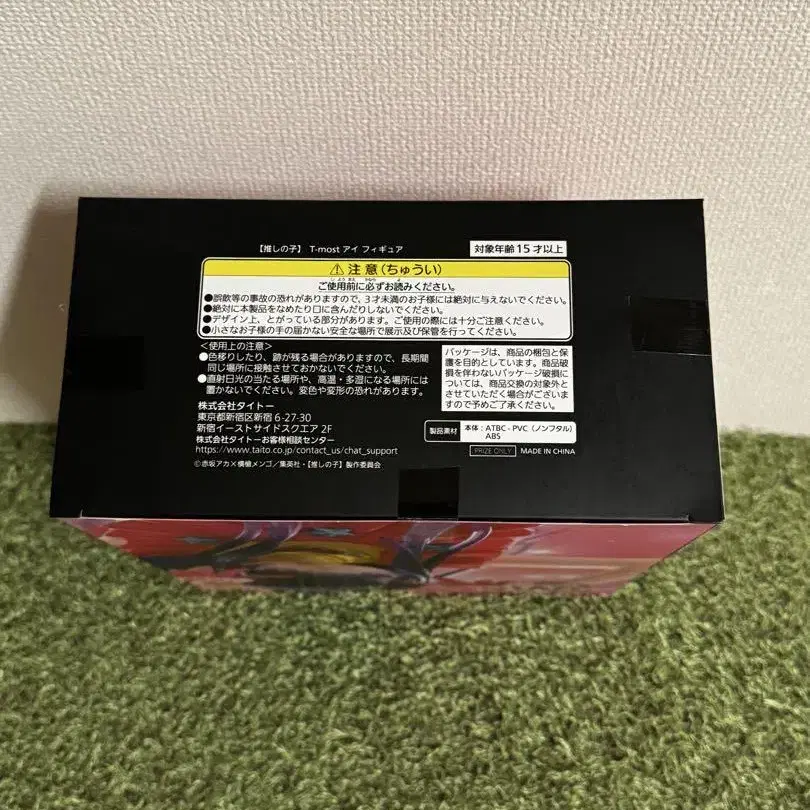 【推しの子】 T-most アイ フィギュア
対象年齢15才以上
⚠注意(ちゅうい)
ご使用前に必ずお読みください。
●誤飲等の事故の恐れがありますので、3才未満のお子様には絶対に与えないでください。
●絶対に本製品をなめたり口に含んだりしないでください。
●デザイン上、とがっている部分があります。ご使用の際には十分ご注意ください。
●小さなお子様の手の届かない安全な場所で展示及び保管を行ってください。
<使用上の注意>
●色移りしたり、跡が残る場合がありますので、長期間
同じ場所に接触させておかないでください。
●直射日光の当たる場所や、高温・多湿になる場所には
置かないでください。変色や変形の恐れがあります。
パッケージは、商品の梱包と保
護を目的としています。商品破
損を伴わないパッケージ破損に
については、商品交換の対象外と
させていただく場合がございます
ので予めご了承ください。
株式会社タイトー
東京都新宿区新宿 6-27-30
新宿イーストサイドスクエア 2F
株式会社タイトーお客様相談センター
https://www.taito.co.jp/contact_us/chat_support
©赤坂アカ×横槍メンゴ/集英社・【推しの子】製作委員会
製品素材
本体:ATBC-PVC(ノンフタル)
ABS
PRIZE ONLY
MADE IN CHINA